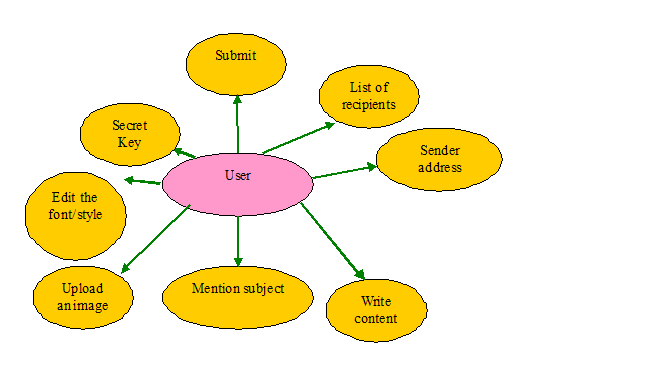 Submit
List of
recipients
Secret
Key
Sender
address
User
Edit the
font/style
Upload
an image
Mention subject
Write
content